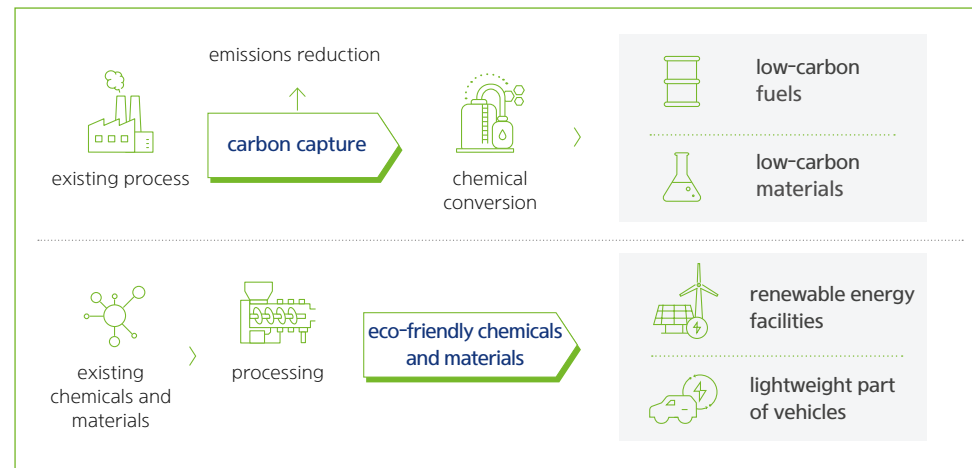 emissions reduction
existing process
carbon capture
chemical
conversion
low-carbon
fuels
low-carbon
materials
existing
chemicals and
materials
processing
eco-friendly chemicals
and materials
renewable energy
facilities
lightweight part
of vehicles